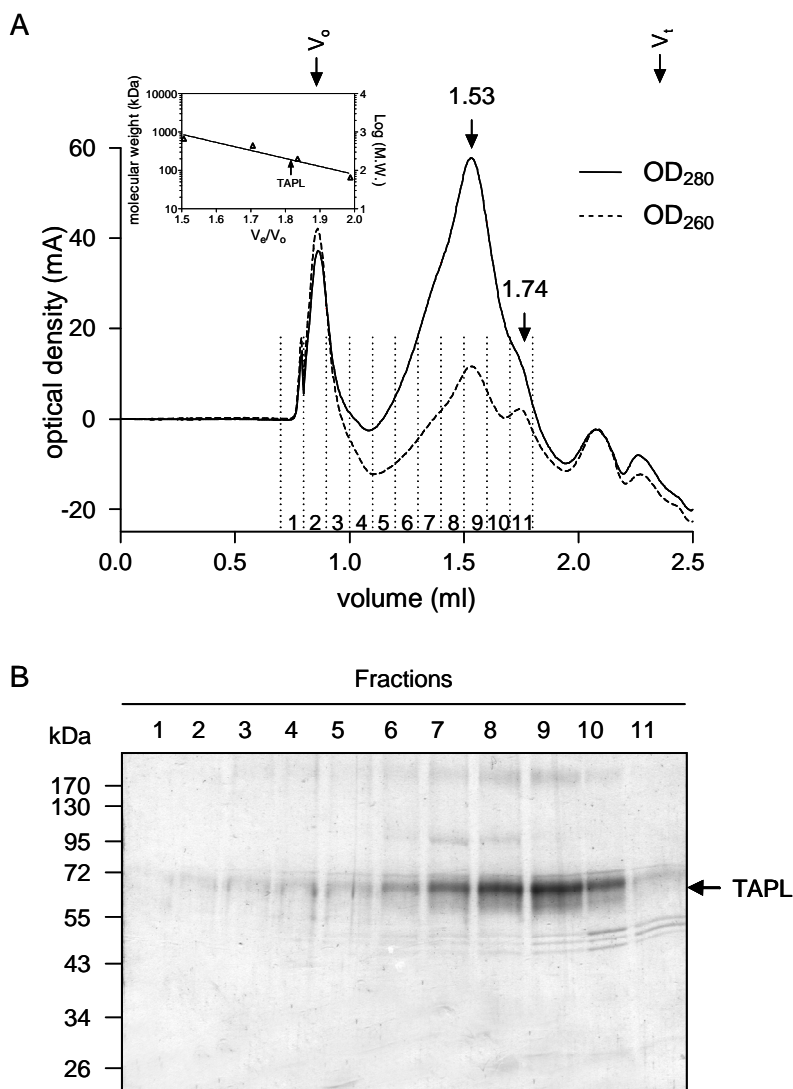 A
Vo
Vt
1.53
1.74
OD280
OD260
molecular weight (kDa)
10000
1000
100
10
4
3
2
1
Log (M.W.)
TAPL
1.5 1.6 1.7 1.8 1.9 2.0
Ve/Vo
optical density (mA)
60
40
20
0
-20
1 2 3 4 5 6 7 8 9 10 11
0.0 0.5 1.0 1.5 2.0 2.5
volume (ml)
B
Fractions
kDa 1 2 3 4 5 6 7 8 9 10 11
170
130
95
72
TAPL
55
43
34
26